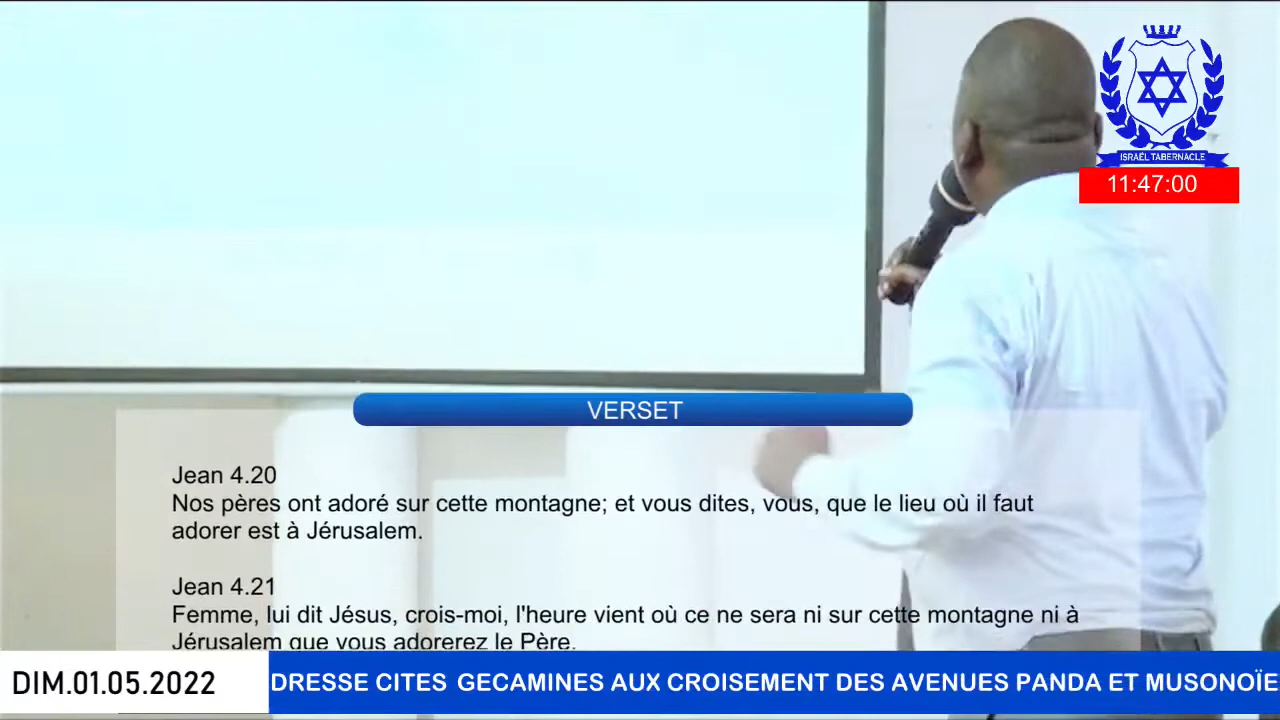 ISRAËL TABERNACLE
11:47:00
VERSET
Jean 4.20
Nos pères ont adoré sur cette montagne; et vous dites, vous, que le lieu où il faut
adorer est à Jérusalem.
Jean 4.21
Femme, lui dit Jésus, crois-moi, l'heure vient où ce ne sera ni sur cette montagne ni à
Jérusalem que vous adorerez le Père.
DIM.01.05.2022
DRESSE CITES GECAMINES AUX CROISEMENT DES AVENUES PANDA ET MUSONOÏE